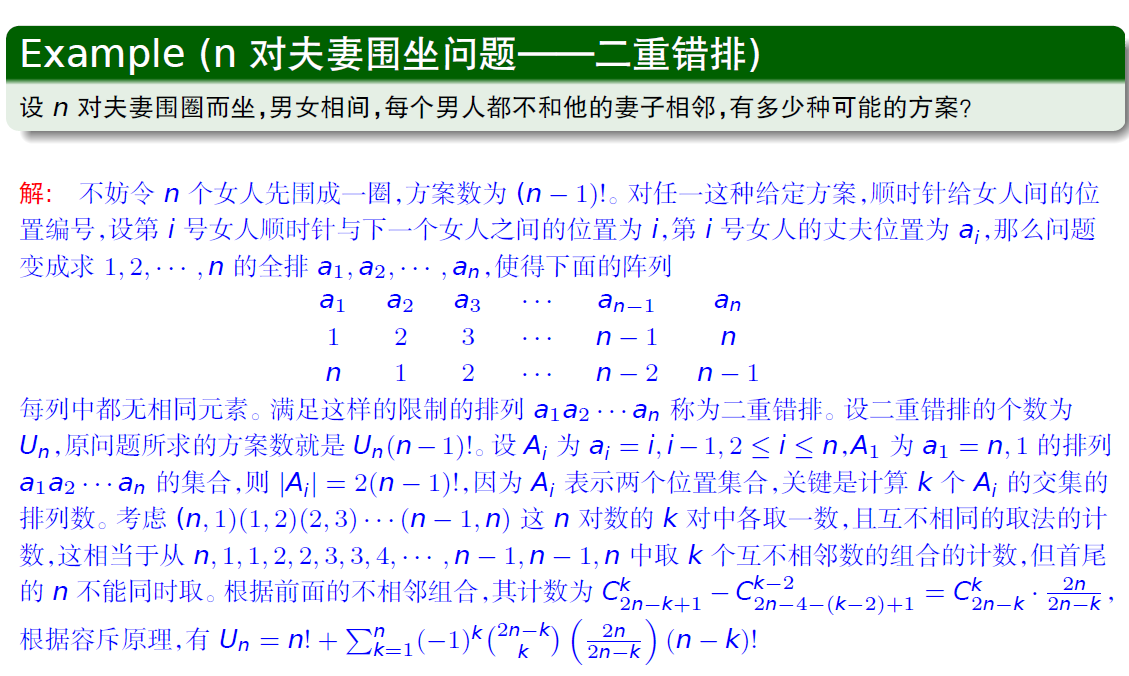 Example (n 对夫妻围坐问题——二重错排)
设 n 对夫妻围圈而坐,男女相间,每个男人都不和他的妻子相邻,有多少种可能的方案?
解: 不妨令 n 个女人先围成一圈,方案数为 (n − 1)!。对任一这种给定方案,顺时针给女人间的位
置编号,设第 i 号女人顺时针与下一个女人之间的位置为 i,第 i 号女人的丈夫位置为 a_i,那么问题
变成求 1, 2, ⋯ , n 的全排 a_1, a_2, ⋯ , a_n,使得下面的阵列
a_1 a_2 a_3 ⋯ a_{n−1} a_n
1 2 3 ⋯ n − 1 n
n 1 2 ⋯ n − 2 n − 1
每列中都无相同元素。满足这样的限制的排列 a_1a_2 ⋯ a_n 称为二重错排。设二重错排的个数为
U_n,原问题所求的方案数就是 U_n(n − 1)!。设 A_i 为 a_i = i, i − 1, 2 ≤ i ≤ n,A_1 为 a_1 = n, 1 的排列
a_1a_2 ⋯ a_n 的集合,则 |A_i| = 2(n − 1)!,因为 A_i 表示两个位置集合,关键是计算 k 个 A_i 的交集的
排列数。考虑 (n, 1)(1, 2)(2, 3) ⋯ (n − 1, n) 这 n 对数的 k 对中各取一数,且互不相同的取法的计
数,这相当于从 n, 1, 1, 2, 2, 3, 3, 4, ⋯ , n − 1, n − 1, n 中取 k 个互不相邻数的组合的计数,但首尾
的 n 不能同时取。根据前面的不相邻组合,其计数为 C_{2n−k+1}^{k} − C_{2n−4−(k−2)+1}^{k−2} = C_{2n−k}^{k} · \frac{2n}{2n−k} ,
根据容斥原理,有 U_n = n! + \sum_{k=1}^{n} (−1)^k \binom{2n−k}{k} \left( \frac{2n}{2n−k} \right) (n − k)!